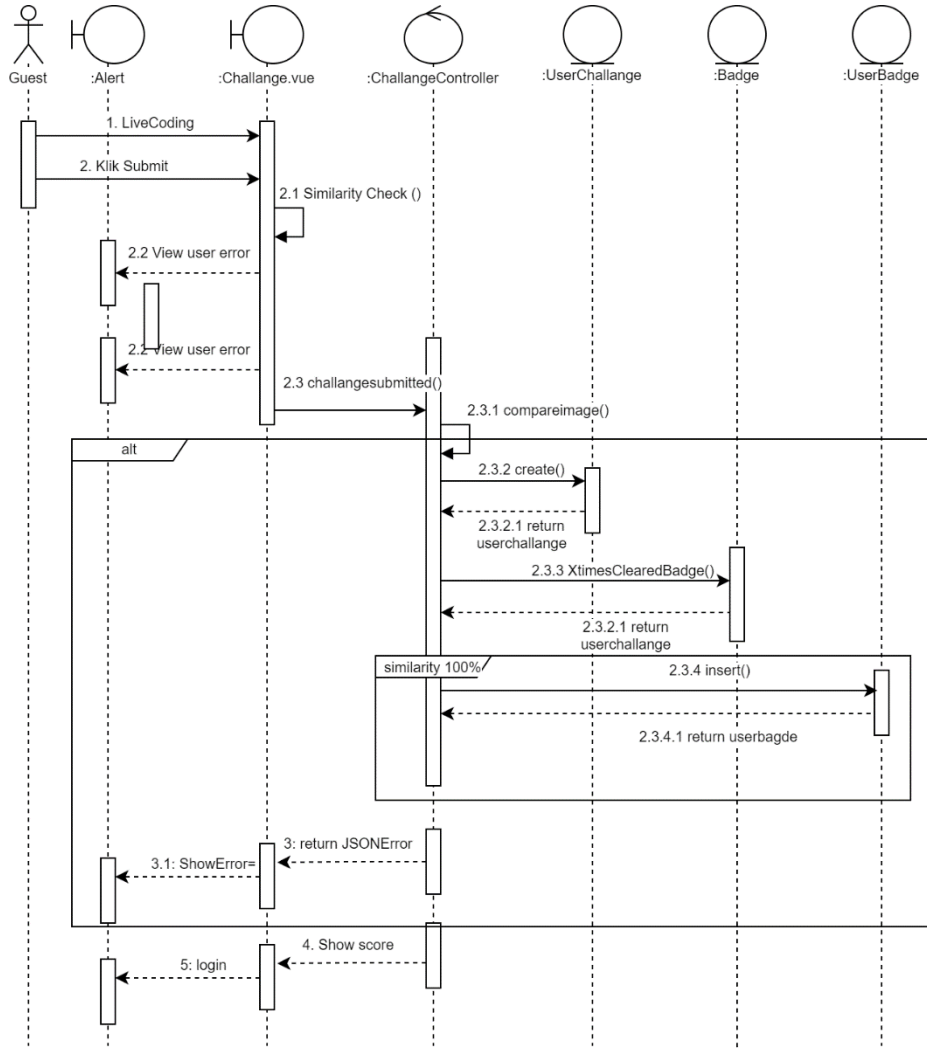 Guest
:Alert
:Challange.vue
:ChallangeController
:UserChallange
:Badge
:UserBadge
1. LiveCoding
2. Klik Submit
2.1 Similarity Check ()
2.2 View user error
2.2 View user error
2.3 challangesubmitted()
2.3.1 compareimage()
alt
2.3.2 create()
2.3.2.1 return
userchallange
2.3.3 XtimesClearedBadge()
2.3.2.1 return
userchallange
similarity 100%
2.3.4 insert()
2.3.4.1 return userbagde
3: return JSONError
3.1: ShowError=
4. Show score
5: login